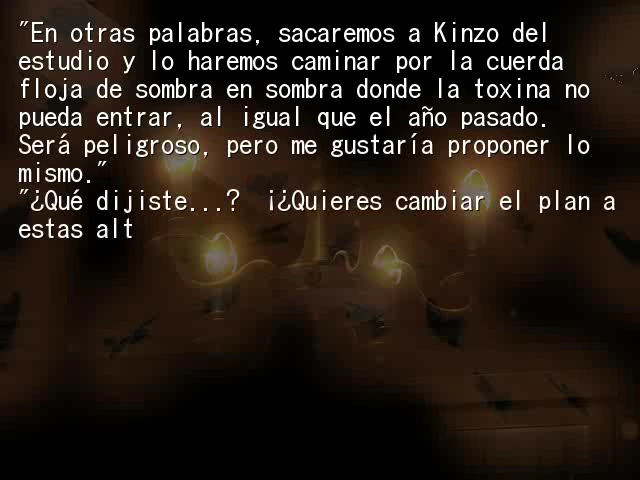 "En otras palabras, sacaremos a Kinzo del
estudio y lo haremos caminar por la cuerda
floja de sombra en sombra donde la toxina no
pueda entrar, al igual que el año pasado.
Será peligroso, pero me gustaría proponer lo
mismo."
"¿Qué dijiste...?  ¡¿Quieres cambiar el plan a
estas alt